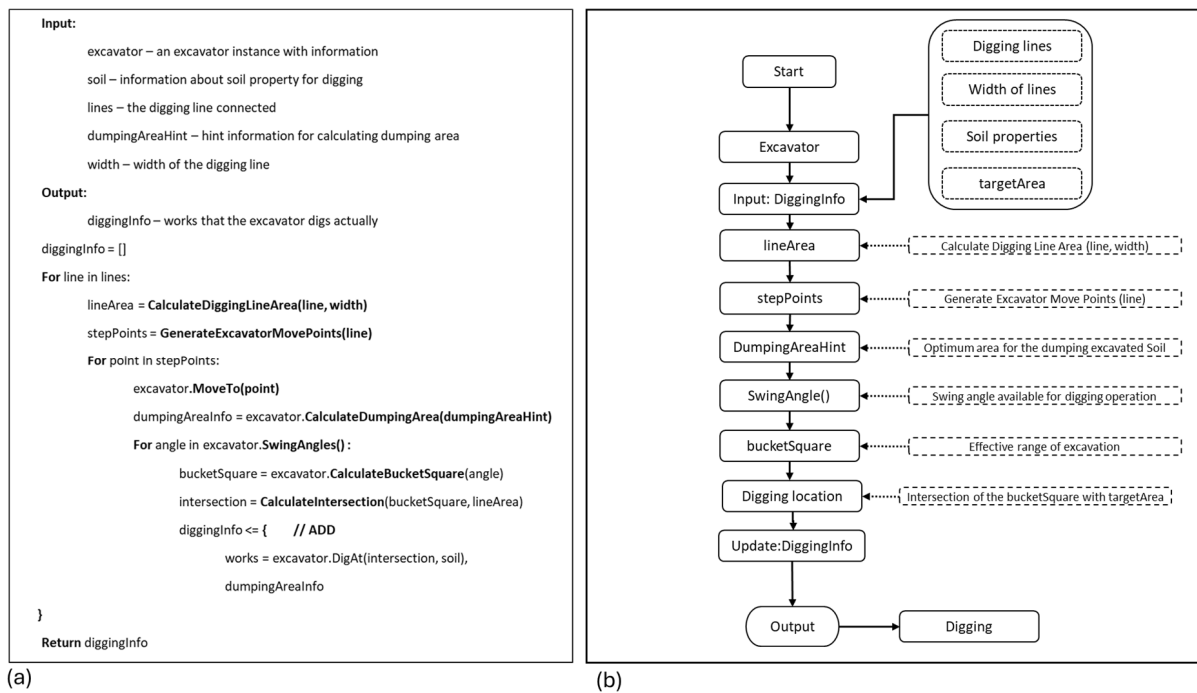 Input:
excavator – an excavator instance with information
soil – information about soil property for digging
lines – the digging line connected
dumpingAreaHint – hint information for calculating dumping area
width – width of the digging line
Output:
diggingInfo – works that the excavator digs actually
diggingInfo = []
For line in lines:
lineArea = CalculateDiggingLineArea(line, width)
stepPoints = GenerateExcavatorMovePoints(line)
For point in stepPoints:
excavator.MoveTo(point)
dumpingAreaInfo = excavator.CalculateDumpingArea(dumpingAreaHint)
For angle in excavator.SwingAngles() :
bucketSquare = excavator.CalculateBucketSquare(angle)
intersection = CalculateIntersection(bucketSquare, lineArea)
diggingInfo <= { // ADD
works = excavator.DigAt(intersection, soil),
dumpingAreaInfo
}
Return diggingInfo
(a)
Start
Excavator
Input: DiggingInfo
Digging lines
Width of lines
Soil properties
targetArea
lineArea
Calculate Digging Line Area (line, width)
stepPoints
Generate Excavator Move Points (line)
DumpingAreaHint
Optimum area for the dumping excavated Soil
SwingAngle()
Swing angle available for digging operation
bucketSquare
Effective range of excavation
Digging location
Intersection of the bucketSquare with targetArea
Update:DiggingInfo
Output
Digging
(b)